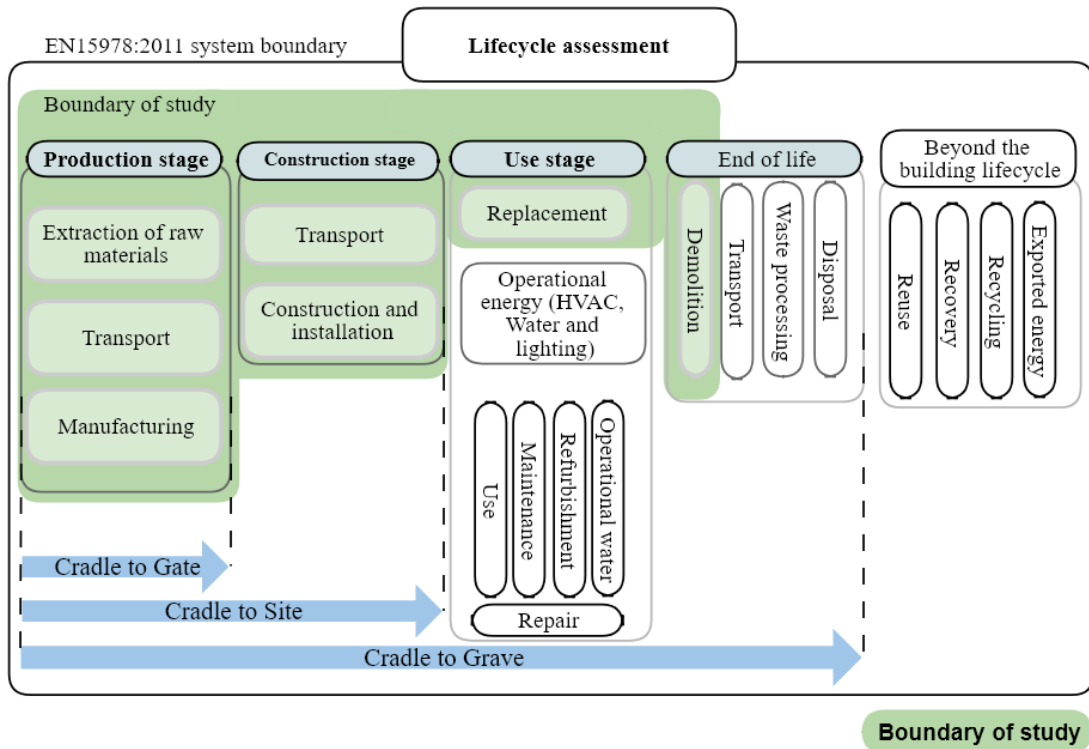 EN15978:2011 system boundary
Lifecycle assessment
Boundary of study
Production stage
Extraction of raw
materials
Transport
Manufacturing
Construction stage
Transport
Construction and
installation
Use stage
Replacement
Operational
energy (HVAC,
Water and
lighting)
Use
Maintenance
Refurbishment
Operational water
Repair
End of life
Demolition
Transport
Waste processing
Disposal
Beyond the
building lifecycle
Reuse
Recovery
Recycling
Exported energy
Cradle to Gate
Cradle to Site
Cradle to Grave
Boundary of study